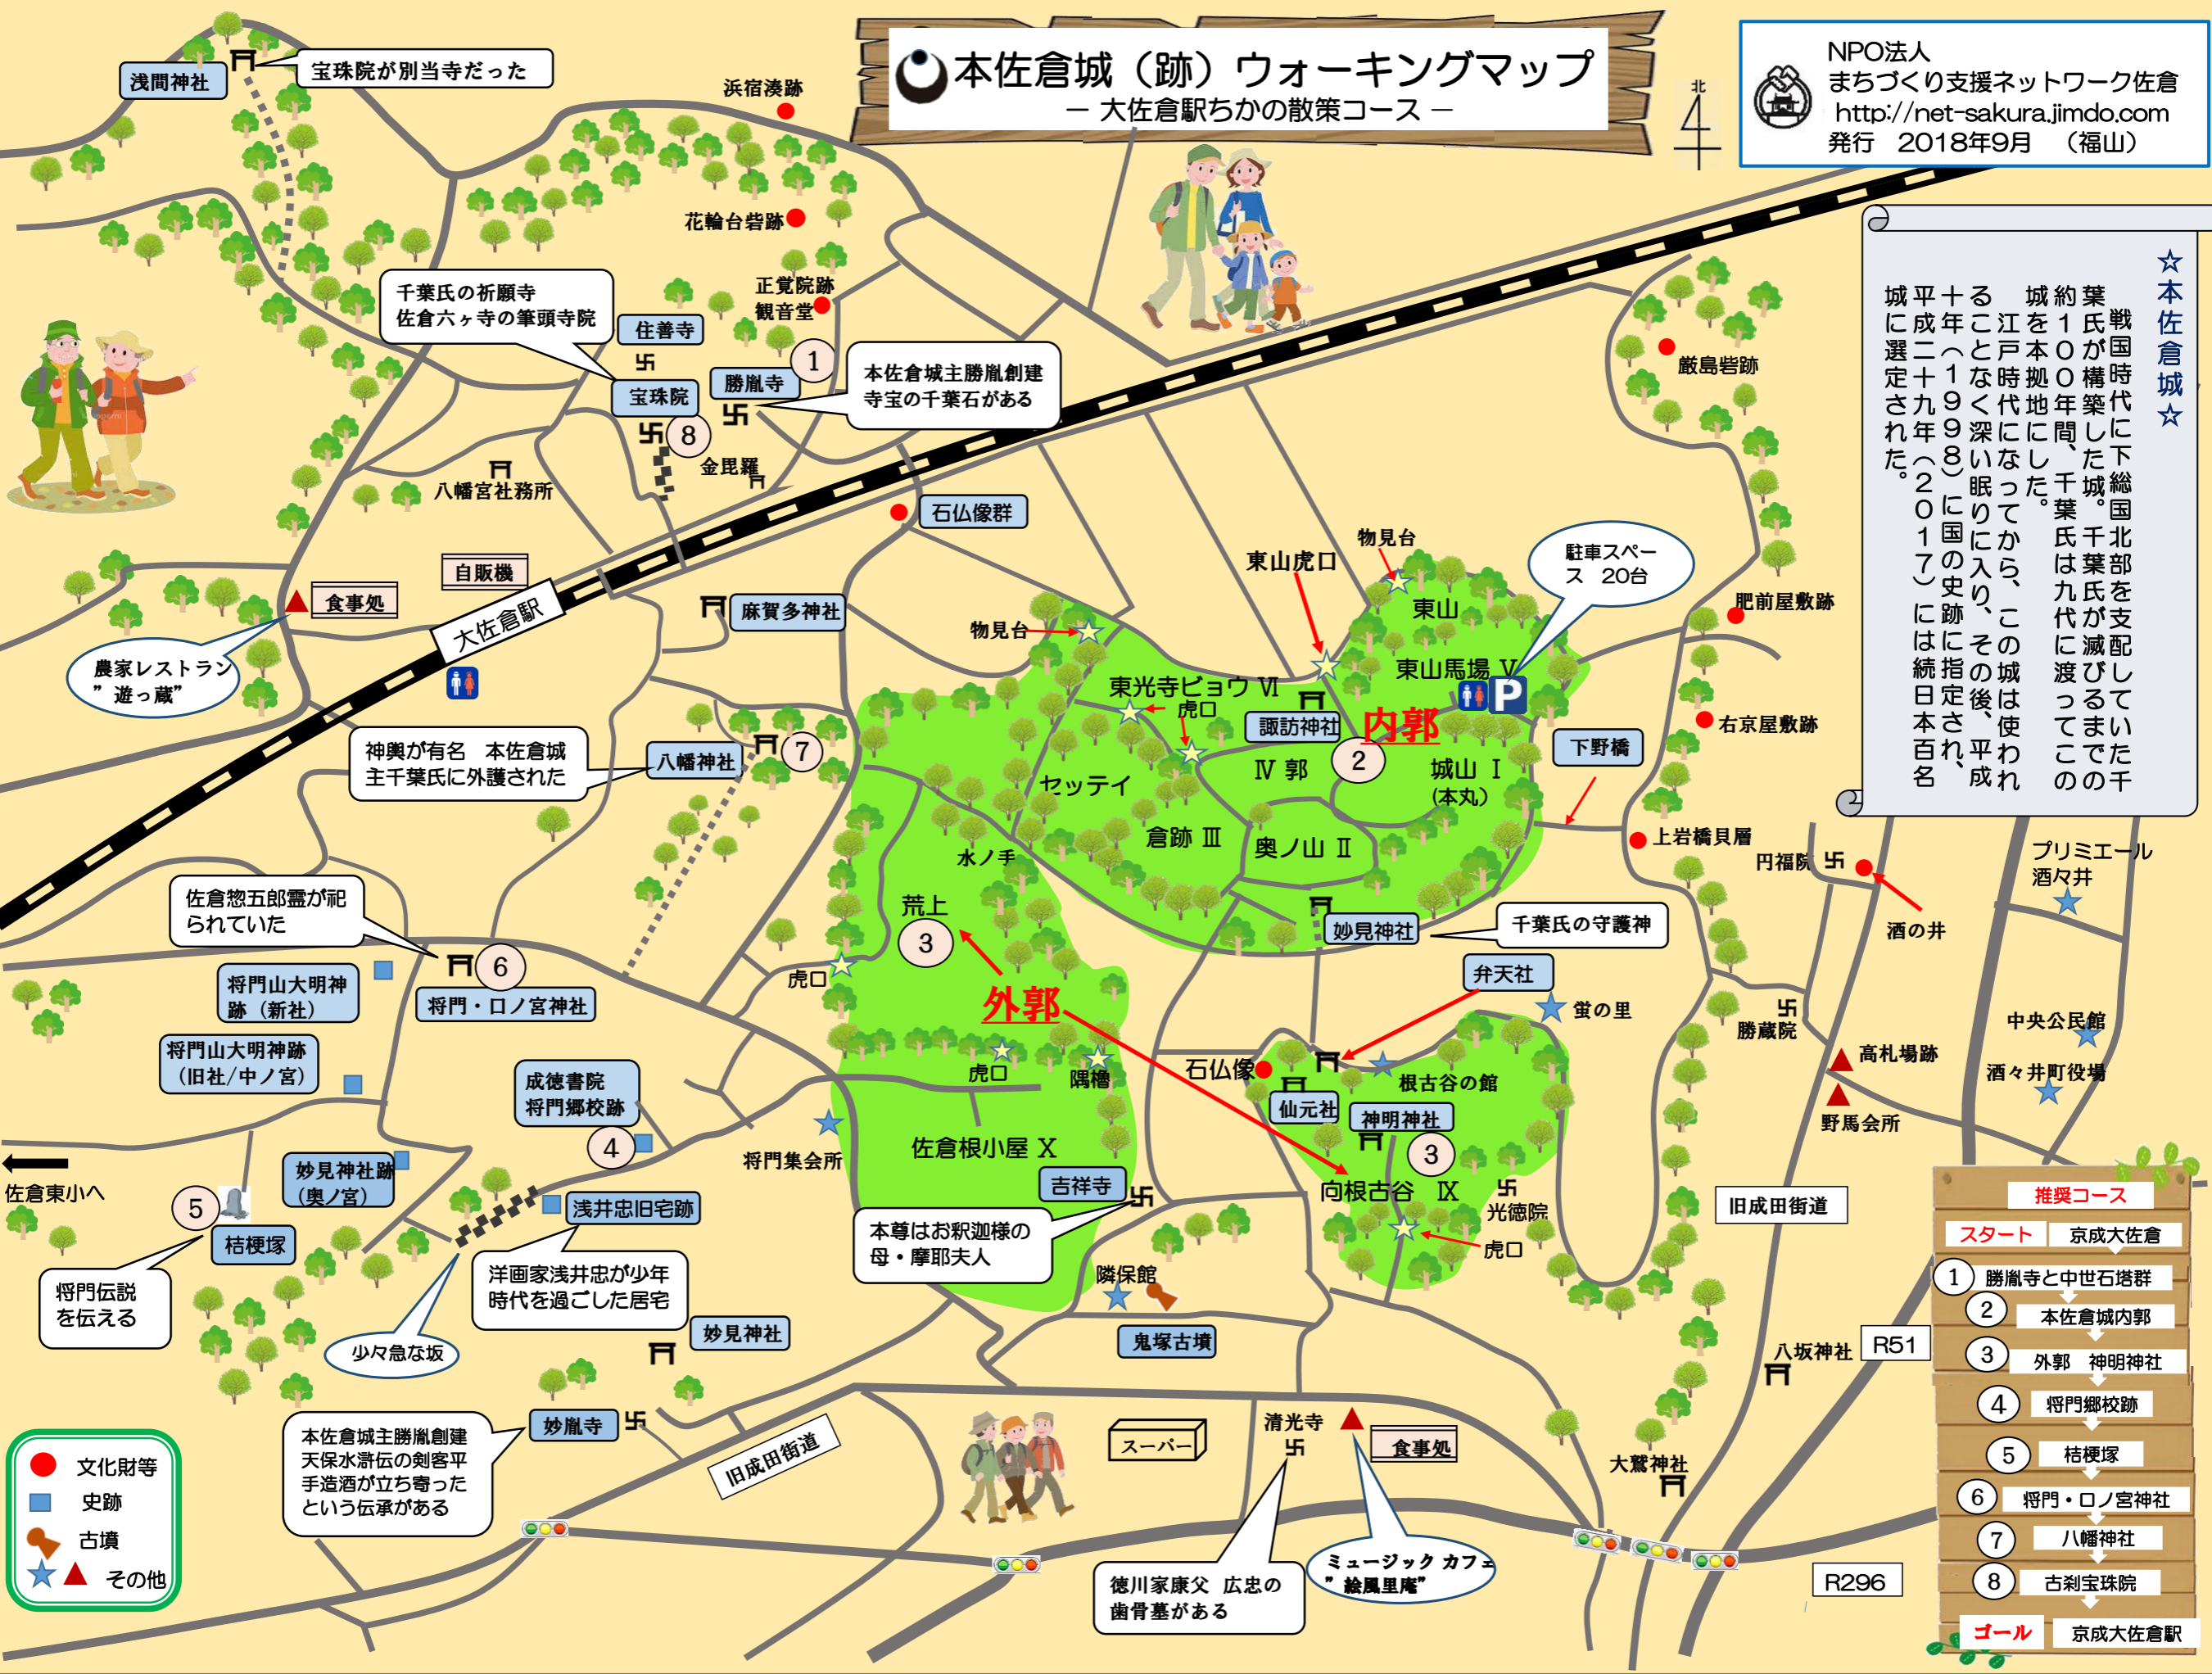 本佐倉城（跡）ウォーキングマップ
― 大佐倉駅ちかの散策コース ―
北
NPO法人
まちづくり支援ネットワーク佐倉
http://net-sakura.jimdo.com
発行　2018年9月　（福山）
☆本佐倉城☆
戦国時代に下総国北部を支配していた千
葉氏が構築した城。千葉氏が滅びるまでの
約１００年間、千葉氏は九代に渡ってこの
城を本拠地にした。
江戸時代になってから、この城は使われ
ることなく深い眠りに入り、その後、平成
十年（１９９８）に国の史跡に指定され、
平成二十九年（２０１７）には続日本百名
城に選定された。
浅間神社
宝珠院が別当寺だった
浜宿湊跡
花輪台砦跡
正覚院跡
観音堂
千葉氏の祈願寺
佐倉六ヶ寺の筆頭寺院
住善寺
宝珠院
勝胤寺
1
本佐倉城主勝胤創建
寺宝の千葉石がある
8
金毘羅
八幡宮社務所
石仏像群
自販機
食事処
大佐倉駅
農家レストラン
”遊っ蔵”
麻賀多神社
物見台
東山虎口
物見台
東山
駐車スペー
ス　20台
東山馬場 Ⅴ
P
厳島砦跡
肥前屋敷跡
右京屋敷跡
下野橋
上岩橋貝層
東光寺ビョウ Ⅵ
虎口
諏訪神社
内郭
2
Ⅳ 郭
城山 Ⅰ
(本丸)
セッテイ
倉跡 Ⅲ
奥ノ山 Ⅱ
神輿が有名　本佐倉城
主千葉氏に外護された
八幡神社
7
水ノ手
荒上
3
妙見神社
千葉氏の守護神
円福院
酒の井
プリミエール
酒々井
佐倉惣五郎霊が祀
られていた
6
将門・口ノ宮神社
将門山大明神
跡（新社）
将門山大明神跡
（旧社/中ノ宮）
虎口
外郭
弁天社
蛍の里
勝蔵院
中央公民館
高札場跡
酒々井町役場
野馬会所
虎口
隅櫓
石仏像
根古谷の館
仙元社
神明神社
3
成徳書院
将門郷校跡
4
将門集会所
佐倉根小屋 Ⅹ
吉祥寺
本尊はお釈迦様の
母・摩耶夫人
向根古谷　Ⅸ
光徳院
虎口
佐倉東小へ
妙見神社跡
（奥ノ宮）
5
桔梗塚
将門伝説
を伝える
浅井忠旧宅跡
洋画家浅井忠が少年
時代を過ごした居宅
少々急な坂
隣保館
鬼塚古墳
妙見神社
旧成田街道
R51
八坂神社
妙胤寺
本佐倉城主勝胤創建
天保水滸伝の剣客平
手造酒が立ち寄った
という伝承がある
旧成田街道
スーパー
清光寺
食事処
大鷲神社
徳川家康父　広忠の
歯骨墓がある
ミュージック カフェ
”絵風里庵”
R296
文化財等
史跡
古墳
その他
推奨コース
スタート　京成大佐倉
1　勝胤寺と中世石塔群
2　本佐倉城内郭
3　外郭　神明神社
4　将門郷校跡
5　桔梗塚
6　将門・口ノ宮神社
7　八幡神社
8　古刹宝珠院
ゴール　京成大佐倉駅